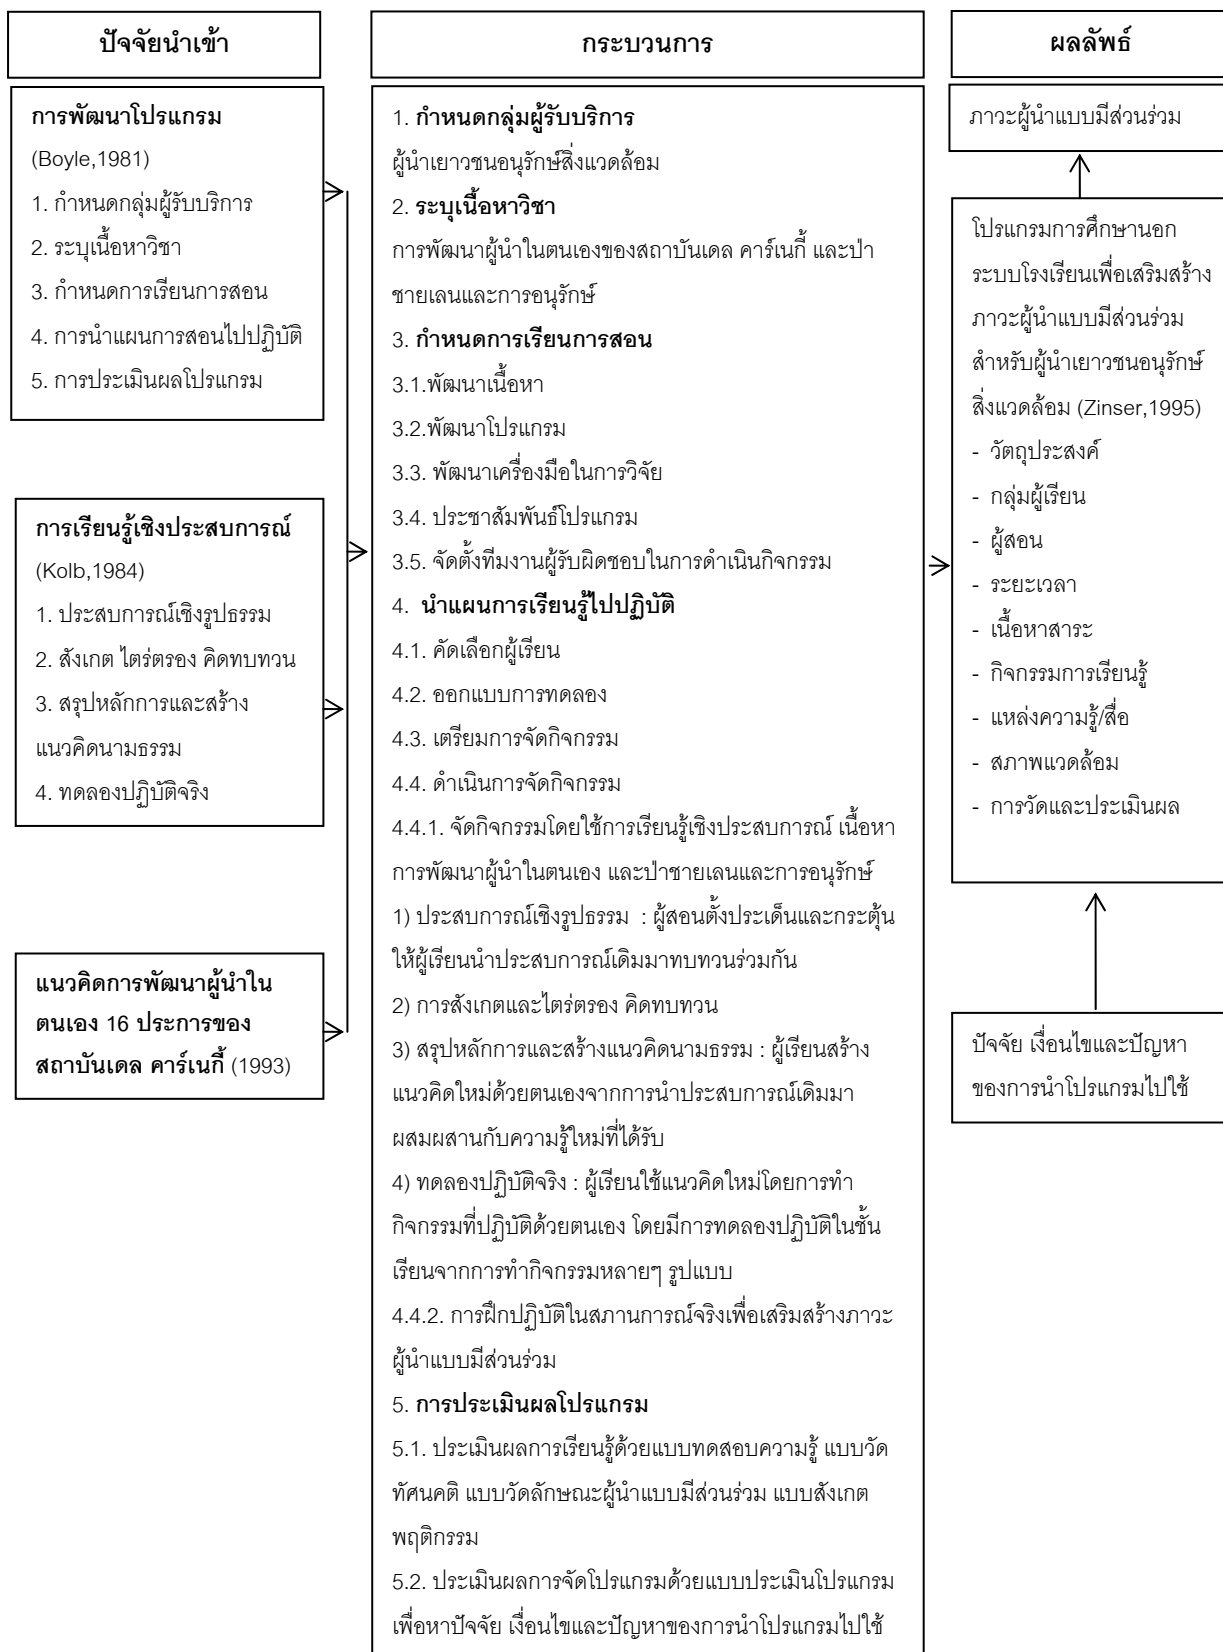 ปัจจัยนำเข้า
การพัฒนาโปรแกรม
(Boyle,1981)
1. กำหนดกลุ่มผู้รับบริการ
2. ระบุเนื้อหาวิชา
3. กำหนดการเรียนการสอน
4. การนำแผนการสอนไปปฏิบัติ
5. การประเมินผลโปรแกรม
การเรียนรู้เชิงประสบการณ์
(Kolb,1984)
1. ประสบการณ์เชิงรูปธรรม
2. สังเกต ไตร่ตรอง คิดทบทวน
3. สรุปหลักการและสร้าง
แนวคิดนามธรรม
4. ทดลองปฏิบัติจริง
แนวคิดการพัฒนาผู้นำใน
ตนเอง 16 ประการของ
สถาบันเดล คาร์เนกี้ (1993)
กระบวนการ
1. กำหนดกลุ่มผู้รับบริการ
ผู้นำเยาวชนอนุรักษ์สิ่งแวดล้อม
2. ระบุเนื้อหาวิชา
การพัฒนาผู้นำในตนเองของสถาบันเดล คาร์เนกี้ และป่า
ชายเลนและการอนุรักษ์
3. กำหนดการเรียนการสอน
3.1.พัฒนาเนื้อหา
3.2.พัฒนาโปรแกรม
3.3. พัฒนาเครื่องมือในการวิจัย
3.4. ประชาสัมพันธ์โปรแกรม
3.5. จัดตั้งทีมงานผู้รับผิดชอบในการดำเนินกิจกรรม
4. นำแผนการเรียนรู้ไปปฏิบัติ
4.1. คัดเลือกผู้เรียน
4.2. ออกแบบการทดลอง
4.3. เตรียมการจัดกิจกรรม
4.4. ดำเนินการจัดกิจกรรม
4.4.1. จัดกิจกรรมโดยใช้การเรียนรู้เชิงประสบการณ์ เนื้อหา
การพัฒนาผู้นำในตนเอง และป่าชายเลนและการอนุรักษ์
1) ประสบการณ์เชิงรูปธรรม : ผู้สอนตั้งประเด็นและกระตุ้น
ให้ผู้เรียนนำประสบการณ์เดิมมาทบทวนร่วมกัน
2) การสังเกตและไตร่ตรอง คิดทบทวน
3) สรุปหลักการและสร้างแนวคิดนามธรรม : ผู้เรียนสร้าง
แนวคิดใหม่ด้วยตนเองจากการนำประสบการณ์เดิมมา
ผสมผสานกับความรู้ใหม่ที่ได้รับ
4) ทดลองปฏิบัติจริง : ผู้เรียนใช้แนวคิดใหม่โดยการทำ
กิจกรรมที่ปฏิบัติด้วยตนเอง โดยมีการทดลองปฏิบัติในชั้น
เรียนจากการทำกิจกรรมหลายๆ รูปแบบ
4.4.2. การฝึกปฏิบัติในสถานการณ์จริงเพื่อเสริมสร้างภาวะ
ผู้นำแบบมีส่วนร่วม
5. การประเมินผลโปรแกรม
5.1. ประเมินผลการเรียนรู้ด้วยแบบทดสอบความรู้ แบบวัด
ทัศนคติ แบบวัดลักษณะผู้นำแบบมีส่วนร่วม แบบสังเกต
พฤติกรรม
5.2. ประเมินผลการจัดโปรแกรมด้วยแบบประเมินโปรแกรม
เพื่อหาปัจจัย เงื่อนไขและปัญหาของการนำโปรแกรมไปใช้
ผลลัพธ์
ภาวะผู้นำแบบมีส่วนร่วม
โปรแกรมการศึกษานอก
ระบบโรงเรียนเพื่อเสริมสร้าง
ภาวะผู้นำแบบมีส่วนร่วม
สำหรับผู้นำเยาวชนอนุรักษ์
สิ่งแวดล้อม (Zinser,1995)
- วัตถุประสงค์
- กลุ่มผู้เรียน
- ผู้สอน
- ระยะเวลา
- เนื้อหาสาระ
- กิจกรรมการเรียนรู้
- แหล่งความรู้/สื่อ
- สภาพแวดล้อม
- การวัดและประเมินผล
ปัจจัย เงื่อนไขและปัญหา
ของการนำโปรแกรมไปใช้